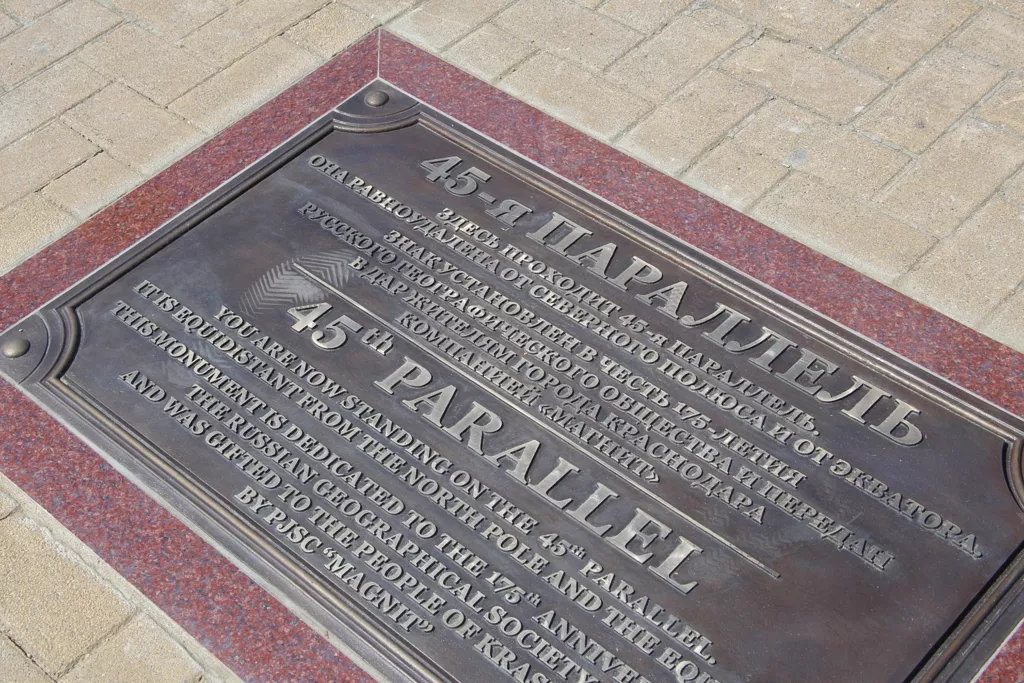 45-я ПАРАЛЛЕЛЬ
ЗДЕСЬ ПРОХОДИТ 45-я ПАРАЛЛЕЛЬ.
ОНА РАВНОУДАЛЕНА ОТ СЕВЕРНОГО ПОЛЮСА И ОТ ЭКВАТОРА.
ЗНАК УСТАНОВЛЕН В ЧЕСТЬ 175-ЛЕТИЯ
РУССКОГО ГЕОГРАФИЧЕСКОГО ОБЩЕСТВА И ПЕРЕДАН
В ДАР ЖИТЕЛЯМ ГОРОДА КРАСНОДАРА
КОМПАНИЕЙ «МАГНИТ»
45th PARALLEL
YOU ARE NOW STANDING ON THE 45th PARALLEL.
IT IS EQUIDISTANT FROM THE NORTH POLE AND THE
THIS MONUMENT IS DEDICATED TO THE 175th
THE RUSSIAN GEOGRAPHICAL SOCIETY
AND WAS GIFTED TO THE PEOPLE OF
BY PJSC “MAGNIT”